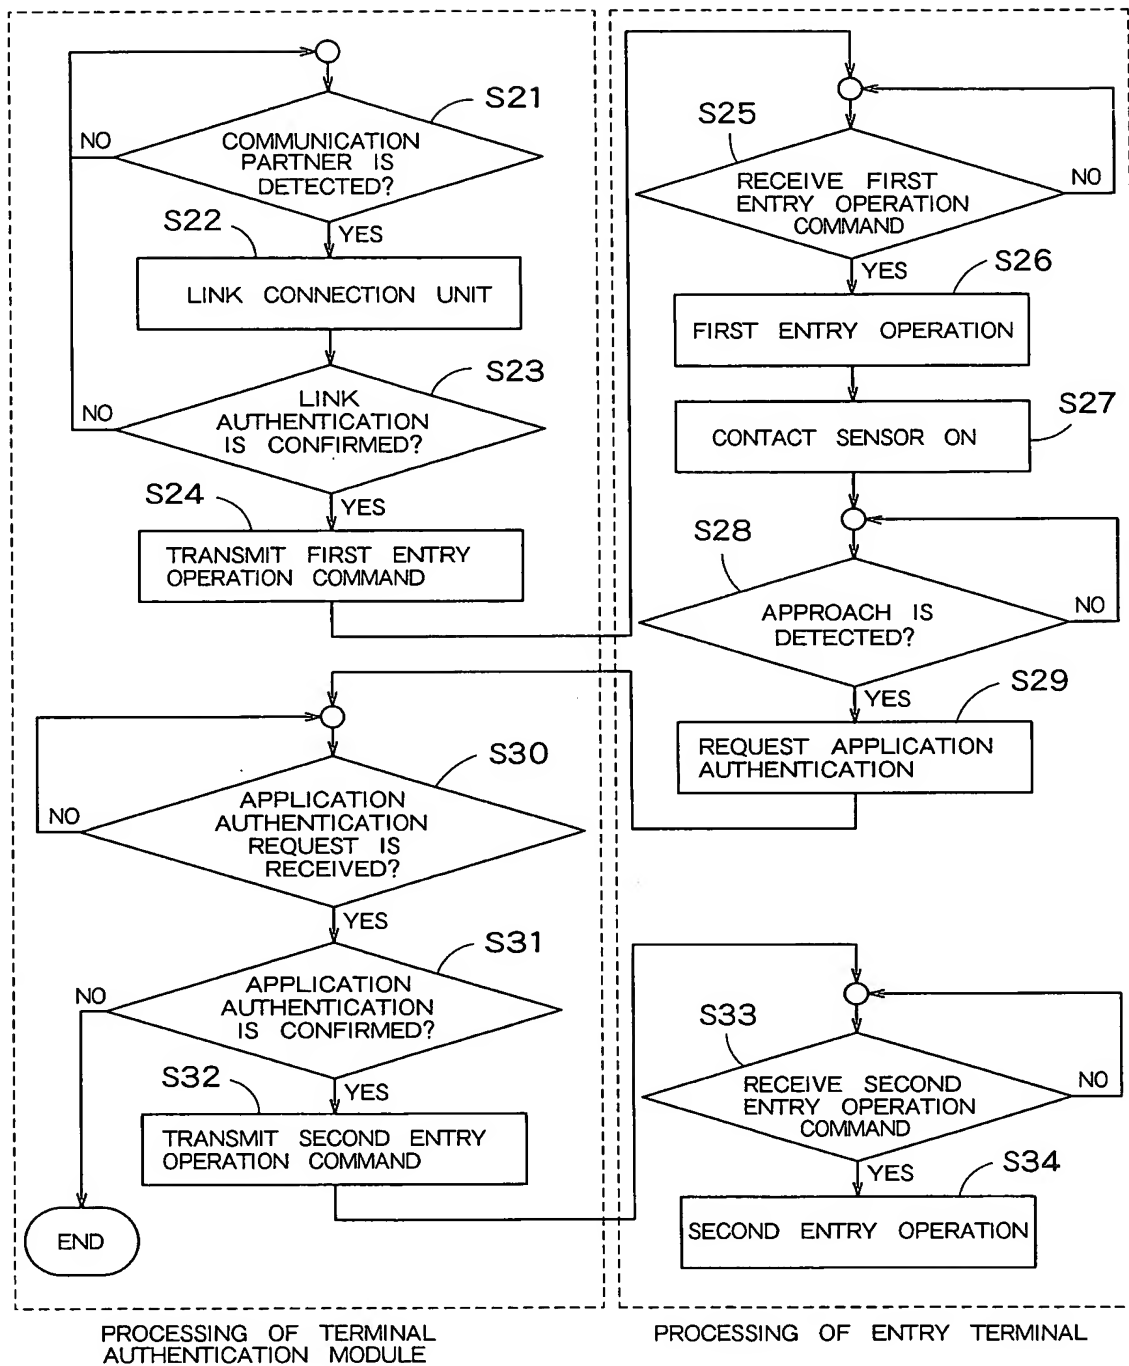 S21
COMMUNICATION
PARTNER IS
DETECTED?
NO
YES
S22
LINK CONNECTION UNIT
S23
LINK
AUTHENTICATION
IS CONFIRMED?
NO
YES
S24
TRANSMIT FIRST ENTRY
OPERATION COMMAND
S25
RECEIVE FIRST
ENTRY OPERATION
COMMAND
NO
YES
S26
FIRST ENTRY OPERATION
S27
CONTACT SENSOR ON
S28
APPROACH IS
DETECTED?
NO
YES
S29
REQUEST APPLICATION
AUTHENTICATION
S30
APPLICATION
AUTHENTICATION
REQUEST IS
RECEIVED?
NO
YES
S31
APPLICATION
AUTHENTICATION
IS CONFIRMED?
NO
YES
S32
TRANSMIT SECOND ENTRY
OPERATION COMMAND
END
S33
RECEIVE SECOND
ENTRY OPERATION
COMMAND
NO
YES
S34
SECOND ENTRY OPERATION
PROCESSING OF TERMINAL
AUTHENTICATION MODULE
PROCESSING OF ENTRY TERMINAL